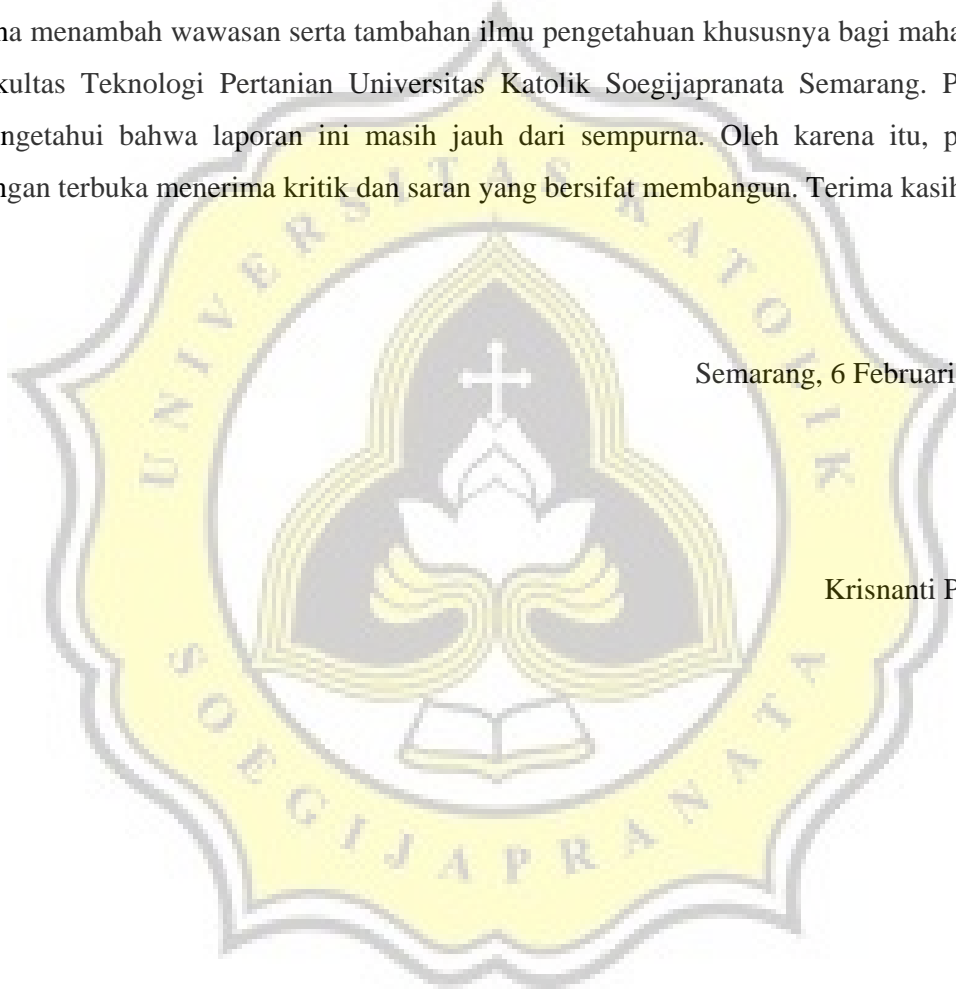 na menambah wawasan serta tambahan ilmu pengetahuan khususnya bagi maha
kultas Teknologi Pertanian Universitas Katolik Soegijapranata Semarang. P
ngetahui bahwa laporan ini masih jauh dari sempurna. Oleh karena itu, p
ngan terbuka menerima kritik dan saran yang bersifat membangun. Terima kasih
UNIVERSITAS KATOLIK
Semarang, 6 Februari
Krisnanti P
SOEGIJAPRANATA